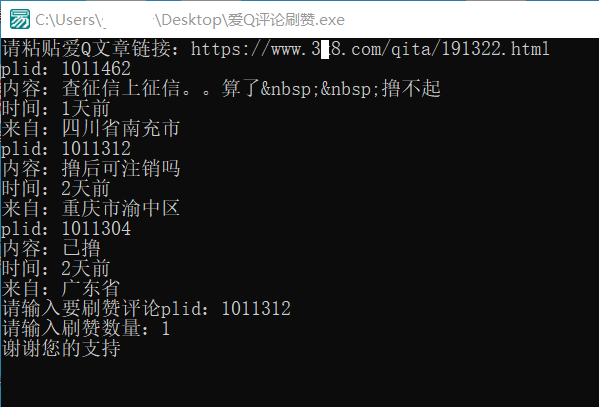 C:\Users\ \Desktop\爱Q评论刷赞.exe
请粘贴爱Q文章链接：https://www.3 8.com/qita/191322.html
plid：1011462
内容：查征信上征信。。算了&nbsp;&nbsp;撸不起
时间：1天前
来自：四川省南充市
plid：1011312
内容：撸后可注销吗
时间：2天前
来自：重庆市渝中区
plid：1011304
内容：已撸
时间：2天前
来自：广东省
请输入要刷赞评论plid：1011312
请输入刷赞数量：1
谢谢您的支持